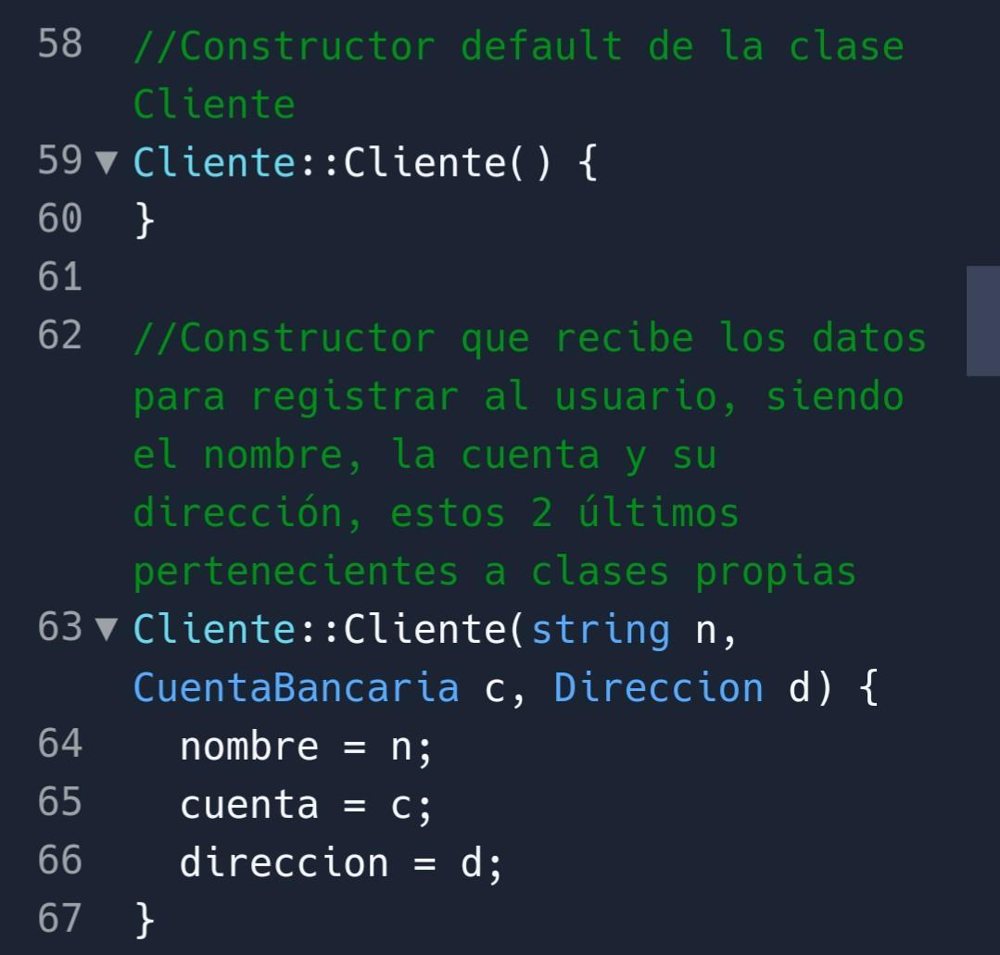 58 //Constructor default de la clase
Cliente
59 ▼ Cliente::Cliente() {
60 }
61
62 //Constructor que recibe los datos
para registrar al usuario, siendo
el nombre, la cuenta y su
dirección, estos 2 últimos
pertenecientes a clases propias
63 ▼ Cliente::Cliente(string n,
CuentaBancaria c, Direccion d) {
64 nombre = n;
65 cuenta = c;
66 direccion = d;
67 }